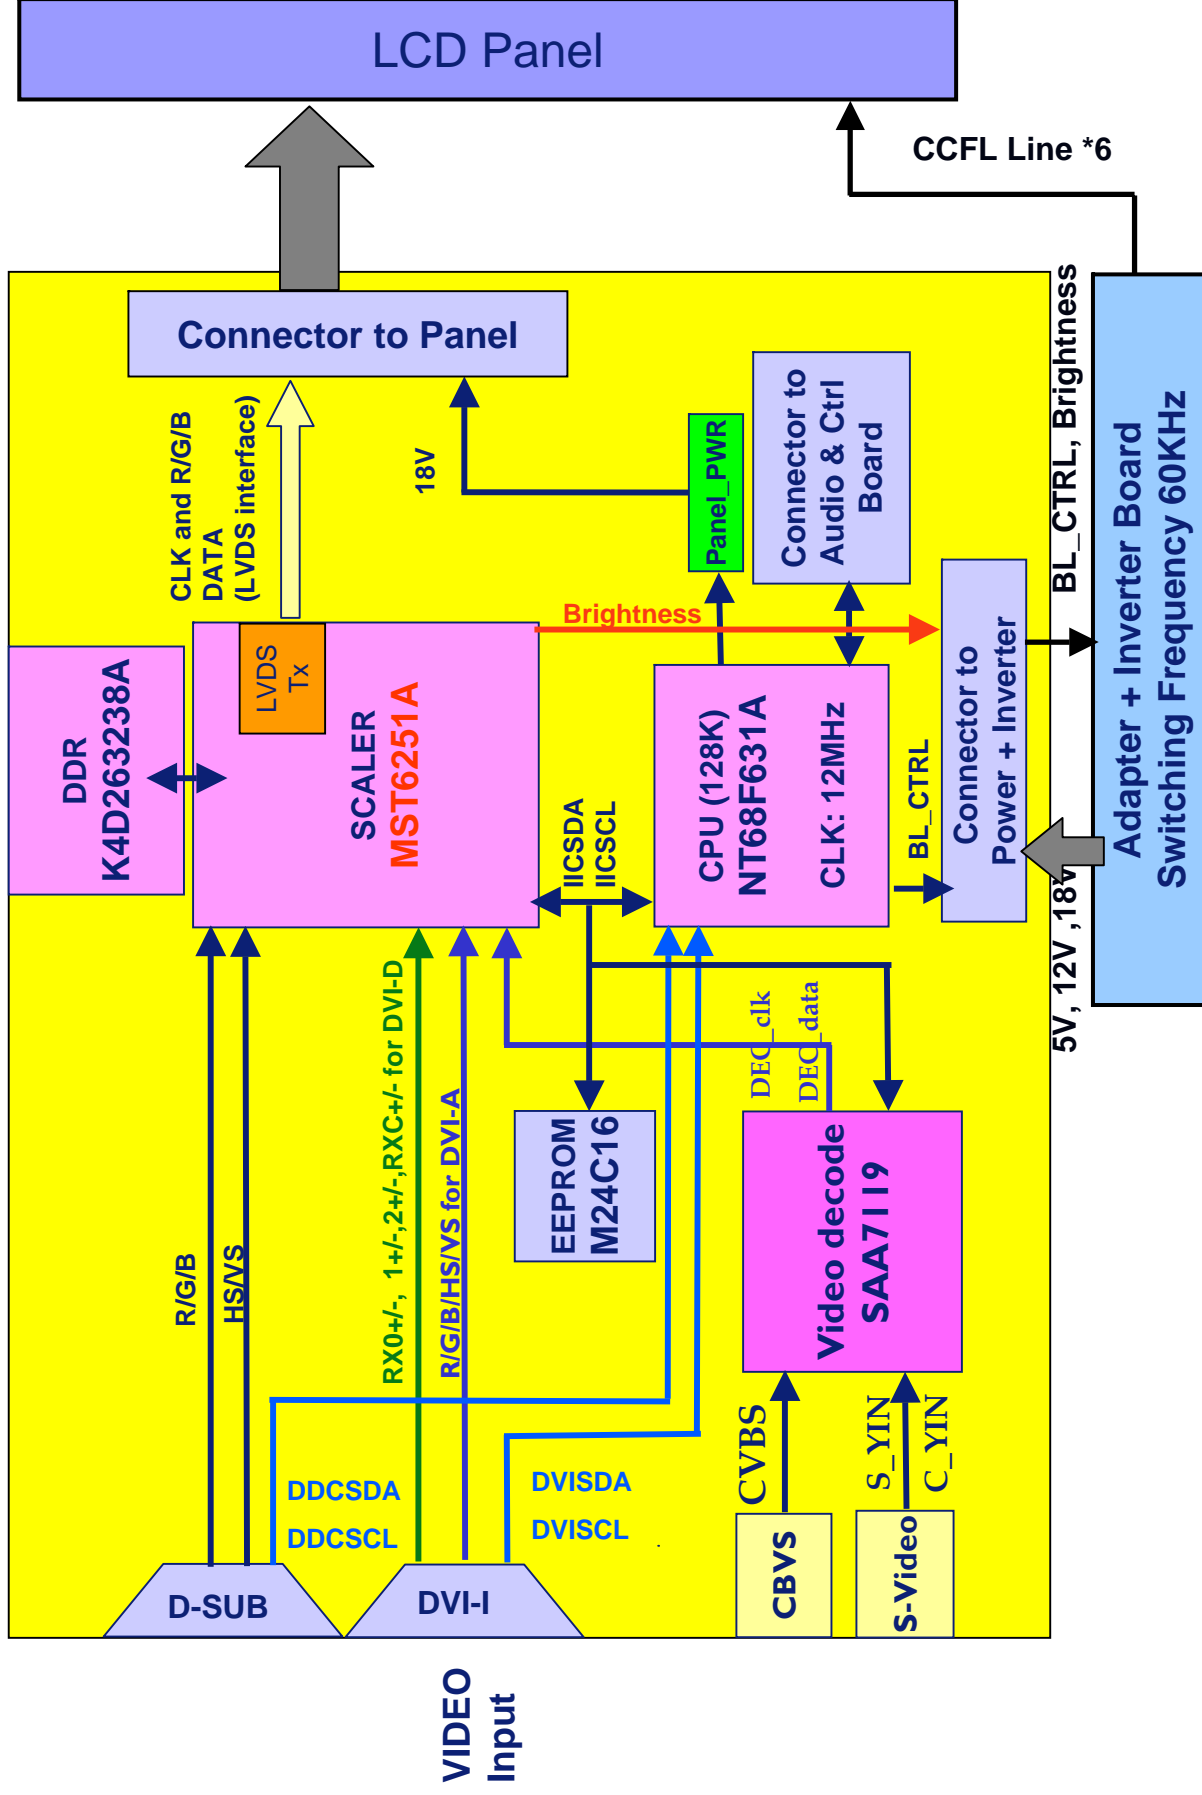 LCD Panel
CCFL Line *6
Connector to Panel
CLK and R/G/B
DATA
(LVDS interface)
18V
Panel_PWR
Connector to
Audio & Ctrl
Board
BL_CTRL, Brightness
Adapter + Inverter Board
Switching Frequency 60KHz
5V, 12V ,18V
DDR
K4D263238A
LVDS
Tx
SCALER
MST6251A
Brightness
IICSDA
IICSCL
CPU (128K)
NT68F631A
CLK: 12MHz
BL_CTRL
Connector to
Power + Inverter
R/G/B
HS/VS
RX0+/-, 1+/-,2+/-,RXC+/- for DVI-D
R/G/B/HS/VS for DVI-A
EEPROM
M24C16
DEC_clk
DEC_data
Video decode
SAA7119
CVBS
S_YIN
C_YIN
DDCSDA
DDCSCL
DVISDA
DVISCL
D-SUB
DVI-I
CBVS
S-Video
VIDEO
Input